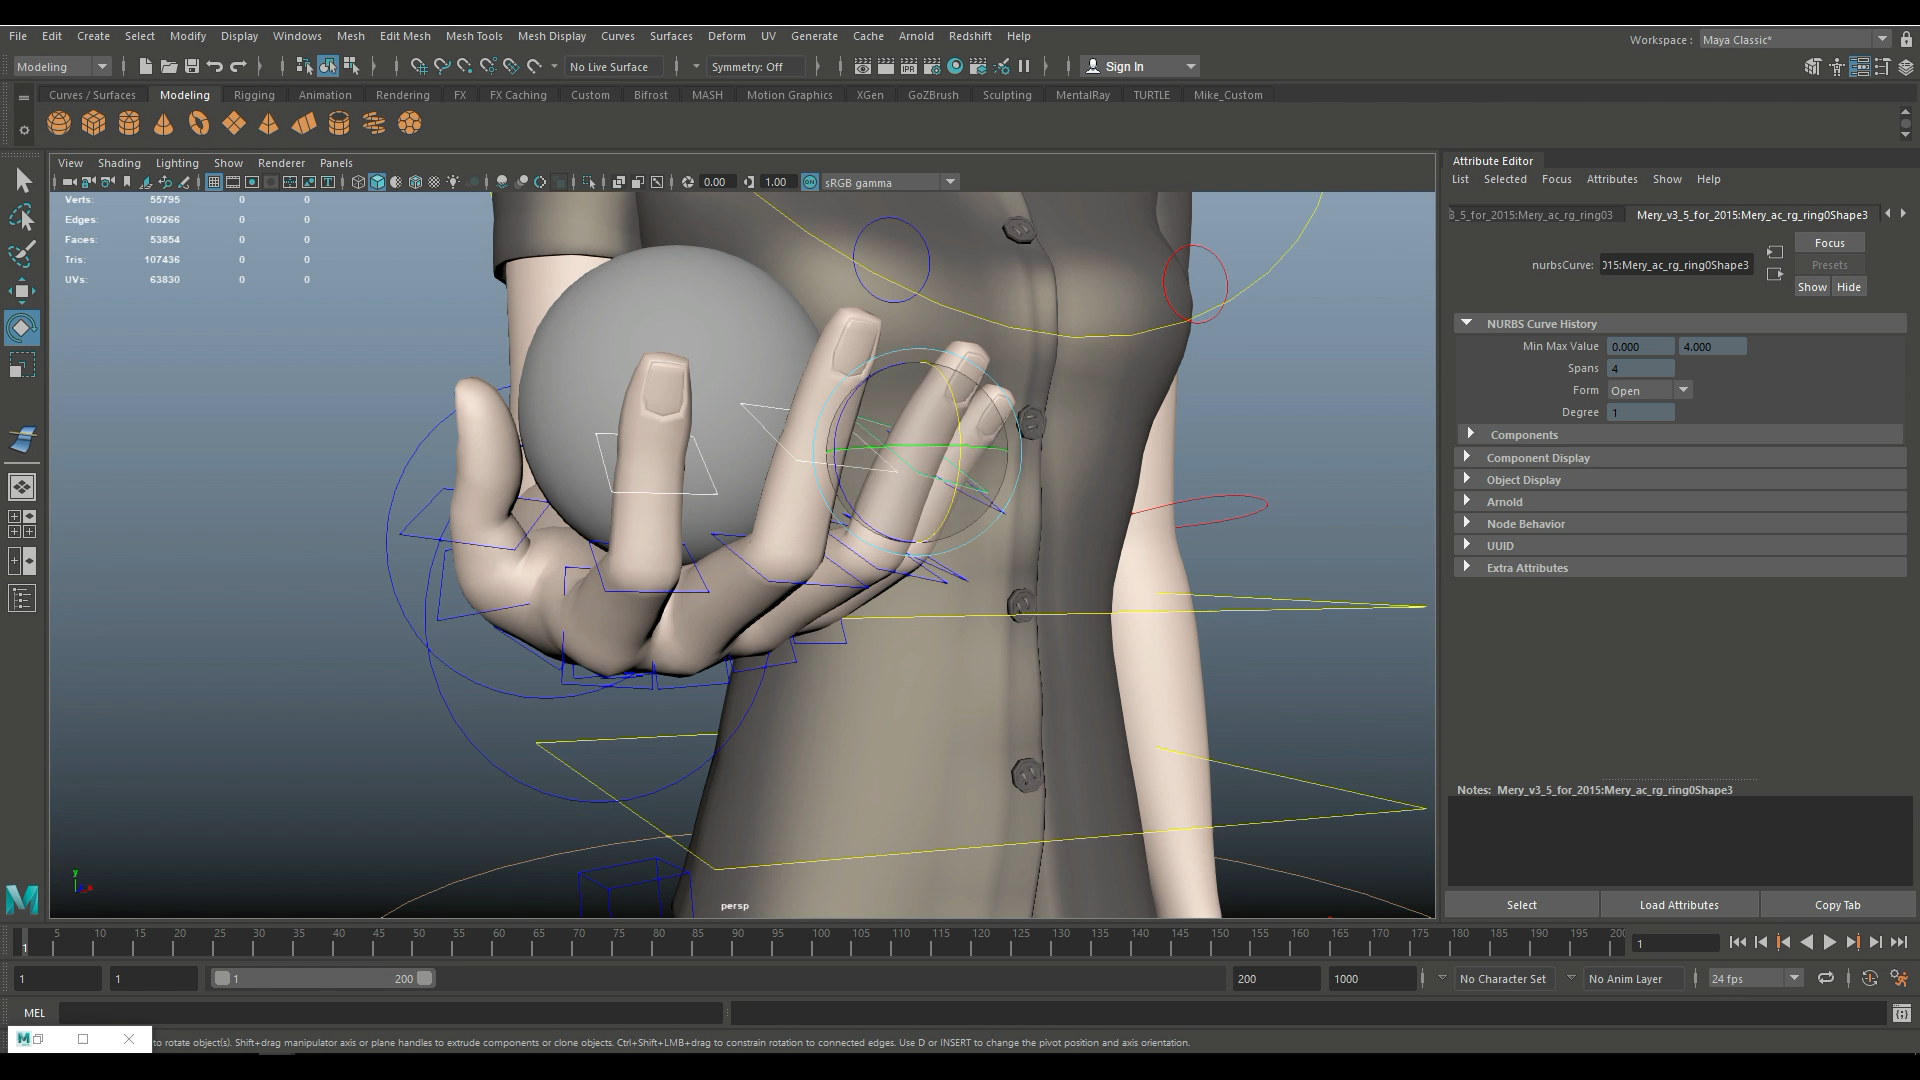 File Edit Create Select Modify Display Windows Mesh Edit Mesh Mesh Tools Mesh Display Curves Surfaces Deform UV Generate Cache Arnold Redshift Help
Workspace : Maya Classic*
Modeling No Live Surface Symmetry: Off IPR Sign In
Curves / Surfaces Modeling Rigging Animation Rendering FX FX Caching Custom Bifrost MASH Motion Graphics XGen GoZBrush Sculpting MentalRay TURTLE Mike_Custom
View Shading Lighting Show Renderer Panels
0.00 1.00 ON sRGB gamma
Verts: 55795 0 0
Edges: 109266 0 0
Faces: 53854 0 0
Tris: 107436 0 0
UVs: 63830 0 0
y
persp
Attribute Editor
List Selected Focus Attributes Show Help
3_5_for_2015:Mery_ac_rg_ring03 Mery_v3_5_for_2015:Mery_ac_rg_ring0Shape3
Focus
nurbsCurve: 015:Mery_ac_rg_ring0Shape3
Presets
Show Hide
NURBS Curve History
Min Max Value 0.000 4.000
Spans 4
Form Open
Degree 1
Components
Component Display
Object Display
Arnold
Node Behavior
UUID
Extra Attributes
Notes: Mery_v3_5_for_2015:Mery_ac_rg_ring0Shape3
Select Load Attributes Copy Tab
1 5 10 15 20 25 30 35 40 45 50 55 60 65 70 75 80 85 90 95 100 105 110 115 120 125 130 135 140 145 150 155 160 165 170 175 180 185 190 195 20 1
1 1 1 200 200 1000 No Character Set No Anim Layer 24 fps
MEL
M to rotate object(s). Shift+drag manipulator axis or plane handles to extrude components or clone objects. Ctrl+Shift+LMB+drag to constrain rotation to connected edges. Use D or INSERT to change the pivot position and axis orientation.